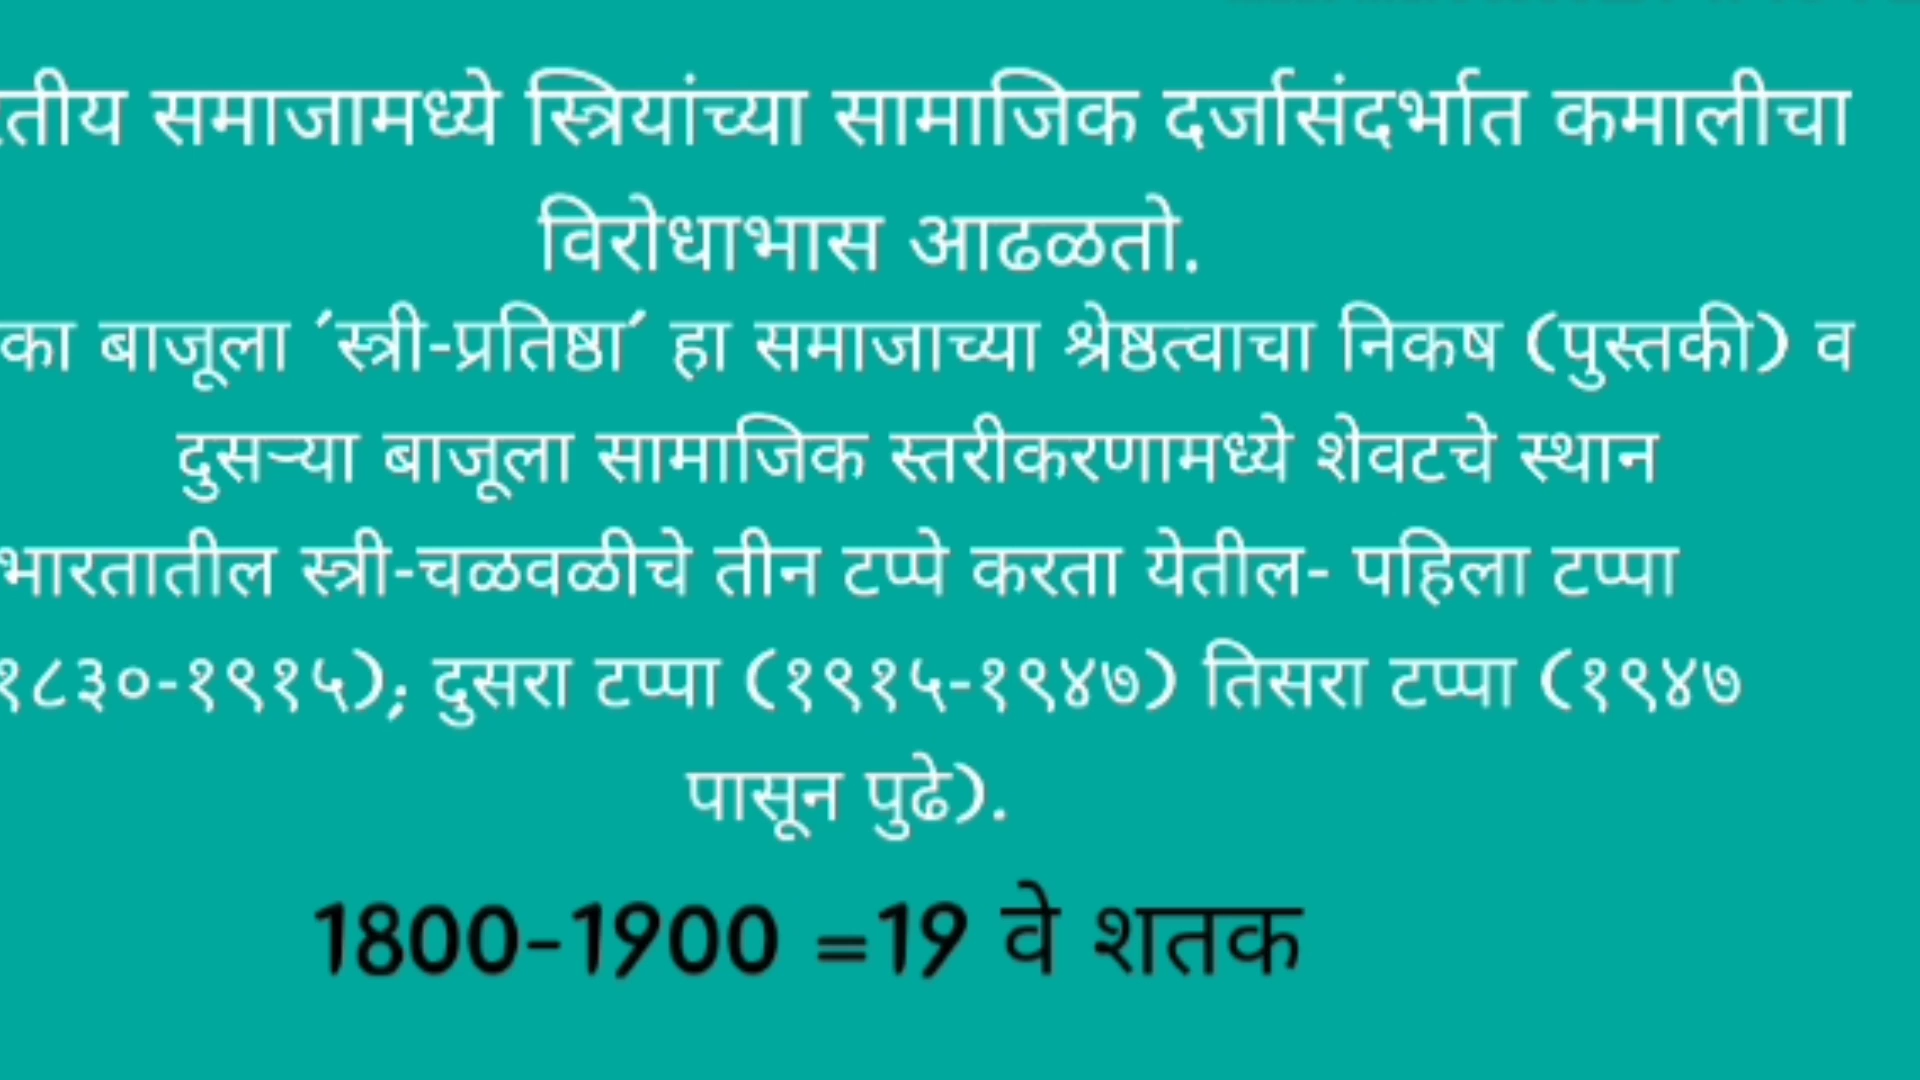 समाजामध्ये स्त्रियांच्या सामाजिक दर्जासंदर्भात कमालीचा
विरोधाभास आढळतो.
बाजूला ´स्त्री-प्रतिष्ठा´ हा समाजाच्या श्रेष्ठत्वाचा निकष (पुस्तकी) व
दुसऱ्या बाजूला सामाजिक स्तरीकरणामध्ये शेवटचे स्थान
भारतातील स्त्री-चळवळीचे तीन टप्पे करता येतील- पहिला टप्पा
१८३०-१९१५); दुसरा टप्पा (१९१५-१९४७) तिसरा टप्पा (१९४७
पासून पुढे).
1800-1900 =19 वे शतक